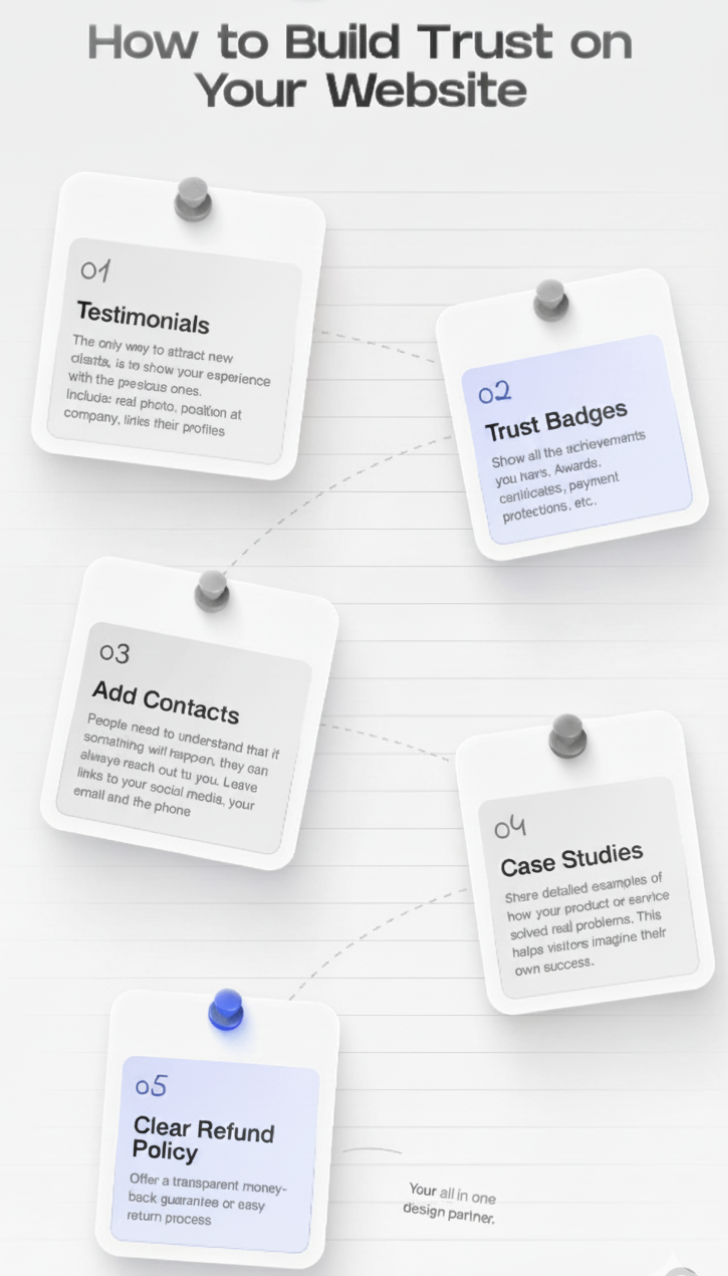 How to Build Trust on
Your Website
01
Testimonials
The only way to attract new
clients, is to show your experience
with the previous ones.
Include: real photo, position at
company, links their profiles
02
Trust Badges
Show all the achievements
you have. Awards,
certificates, payment
protections, etc.
03
Add Contacts
People need to understand that if
something will happen, they can
always reach out to you. Leave
links to your social media, your
email and the phone
04
Case Studies
Share detailed examples of
how your product or service
solved real problems. This
helps visitors imagine their
own success.
05
Clear Refund
Policy
Offer a transparent money-
back guarantee or easy
return process
Your all in one
design partner.